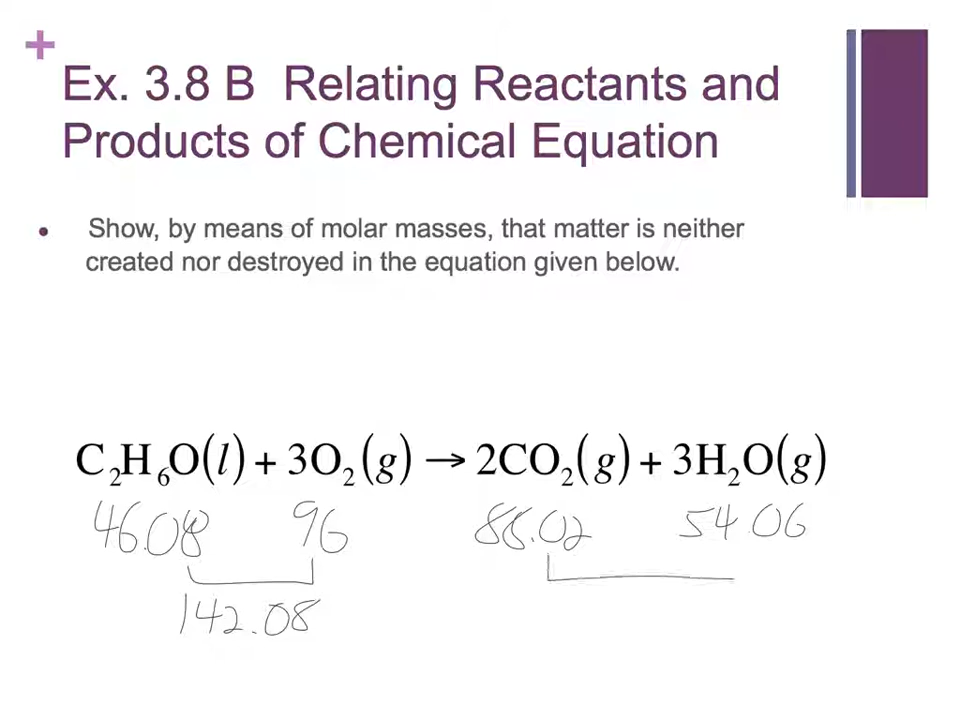 +
Ex. 3.8 B Relating Reactants and
Products of Chemical Equation
• Show, by means of molar masses, that matter is neither
created nor destroyed in the equation given below.
C₂H₆O(l) + 3O₂(g) → 2CO₂(g) + 3H₂O(g)
46.08 96 88.02 54.06
142.08